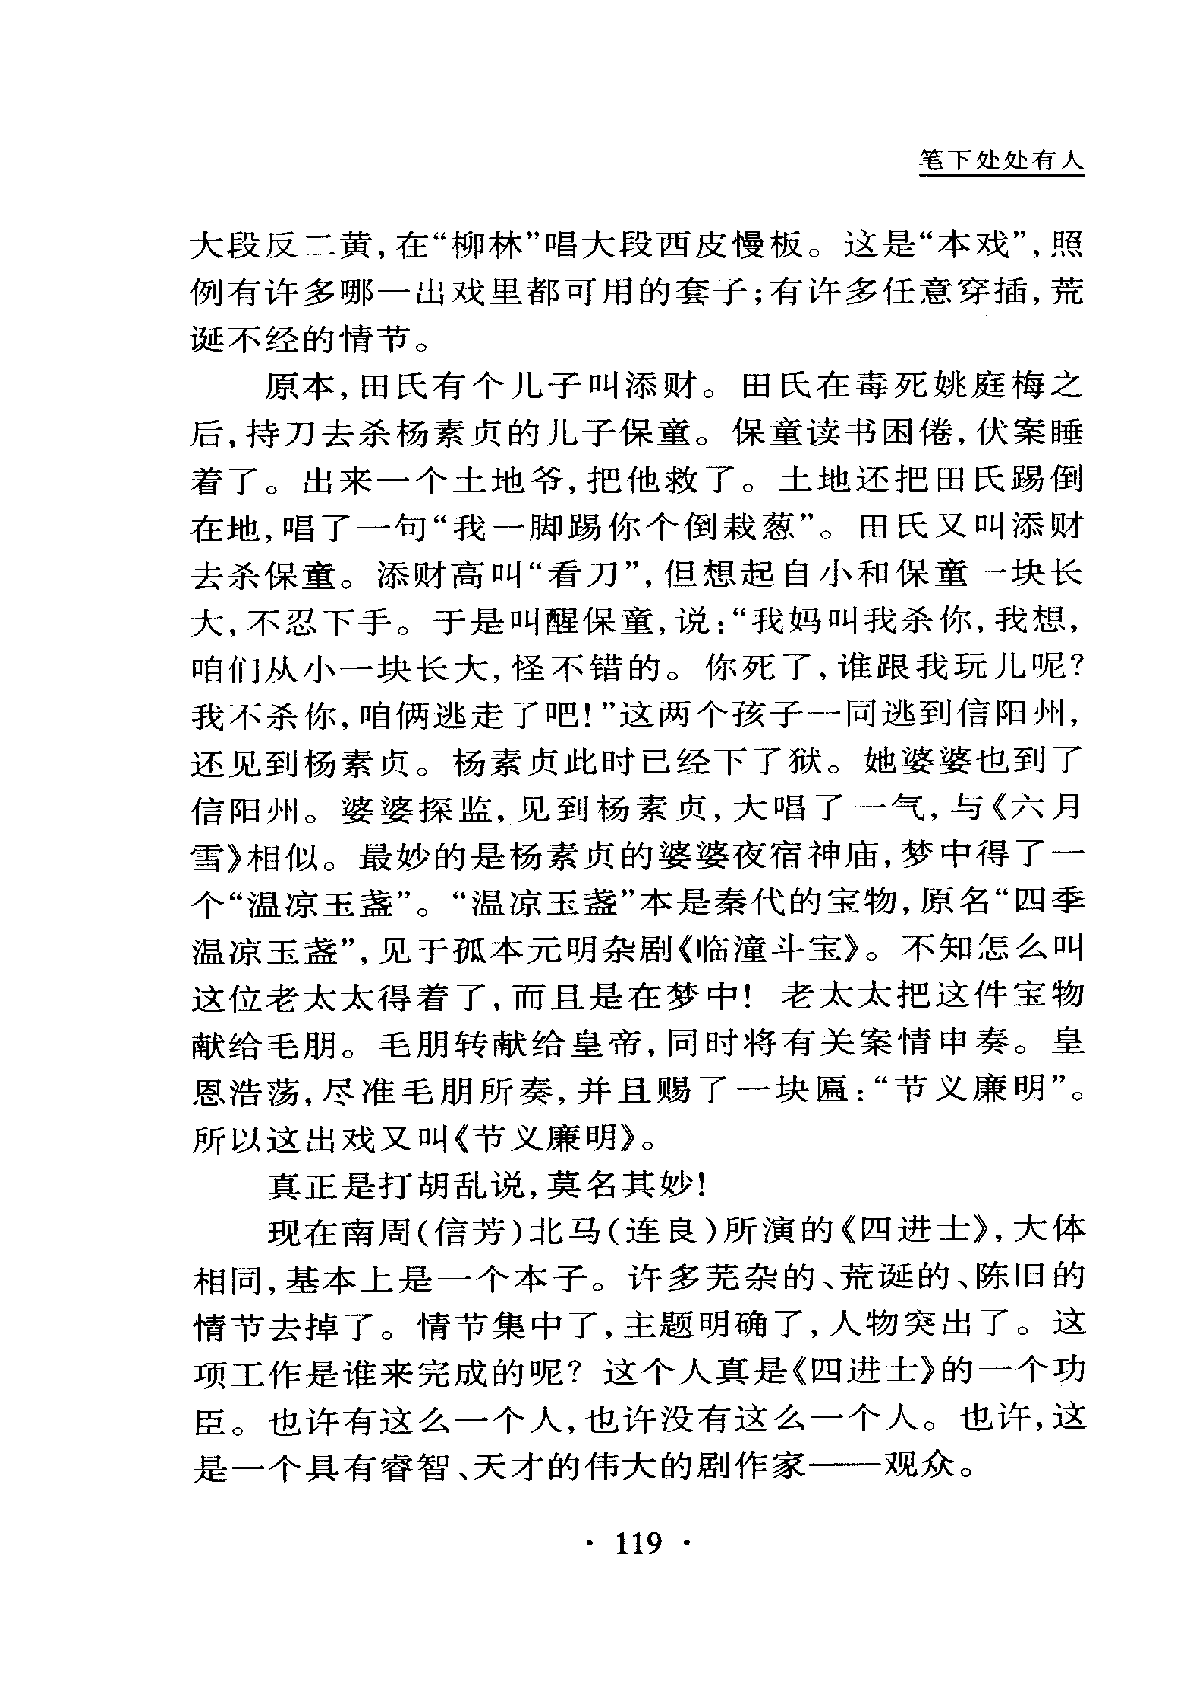 笔下处处有人
大段反二黄,在“柳林”唱大段西皮慢板。这是“本戏”,照
例有许多哪一出戏里都可用的套子;有许多任意穿插,荒
诞不经的情节。
原本,田氏有个儿子叫添财。田氏在毒死姚庭梅之
后,持刀去杀杨素贞的儿子保童。保童读书困倦,伏案睡
着了。出来一个土地爷,把他救了。土地还把田氏踢倒
在地,唱了一句“我一脚踢你个倒栽葱”。田氏又叫添财
去杀保童。添财高叫“看刀”,但想起自小和保童一块长
大,不忍下手。于是叫醒保童,说:“我妈叫我杀你,我想,
咱们从小一块长大,怪不错的。你死了,谁跟我玩儿呢?
我不杀你,咱俩逃走了吧!”这两个孩子一同逃到信阳州,
还见到杨素贞。杨素贞此时已经下了狱。她婆婆也到了
信阳州。婆婆探监,见到杨素贞,大唱了一气,与《六月
雪》相似。最妙的是杨素贞的婆婆夜宿神庙,梦中得了一
个“温凉玉盏”。“温凉玉盏”本是秦代的宝物,原名“四季
温凉玉盏”,见于孤本元明杂剧《临潼斗宝》。不知怎么叫
这位老太太得着了,而且是在梦中!老太太把这件宝物
献给毛朋。毛朋转献给皇帝,同时将有关案情申奏。皇
恩浩荡,尽准毛朋所奏,并且赐了一块匾:“节义廉明”。
所以这出戏又叫《节义廉明》。
真正是打胡乱说,莫名其妙!
现在南周(信芳)北马(连良)所演的《四进士》,大体
相同,基本上是一个本子。许多芜杂的、荒诞的、陈旧的
情节去掉了。情节集中了,主题明确了,人物突出了。这
项工作是谁来完成的呢?这个人真是《四进士》的一个功
臣。也许有这么一个人,也许没有这么一个人。也许,这
是一个具有睿智、天才的伟大的剧作家——观众。
· 119 ·